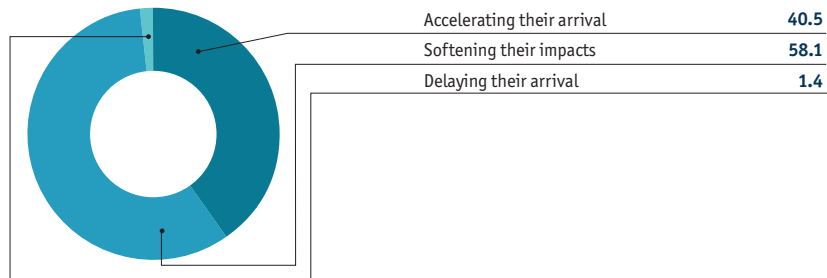 Accelerating their arrival 40.5
Softening their impacts 58.1
Delaying their arrival 1.4